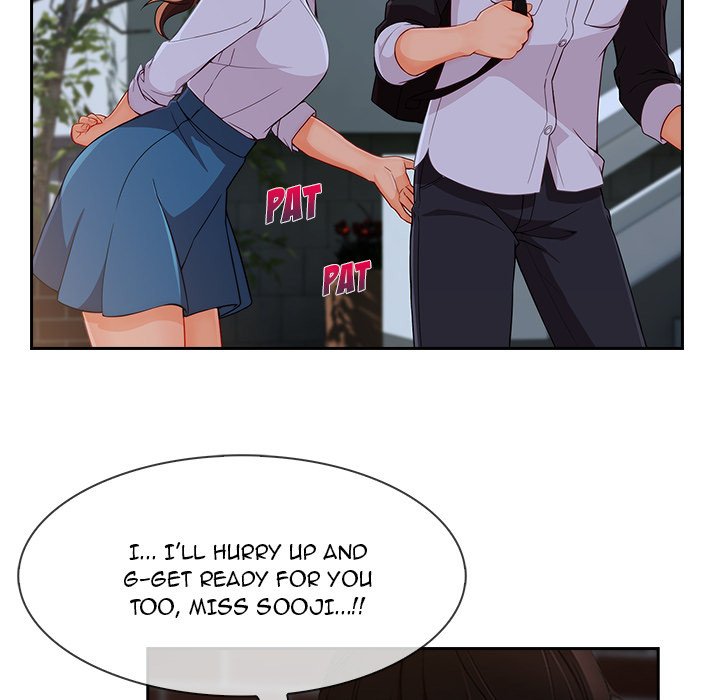 PAT
PAT
I... I'LL HURRY UP AND
G-GET READY FOR YOU
TOO, MISS SOOJI...!!